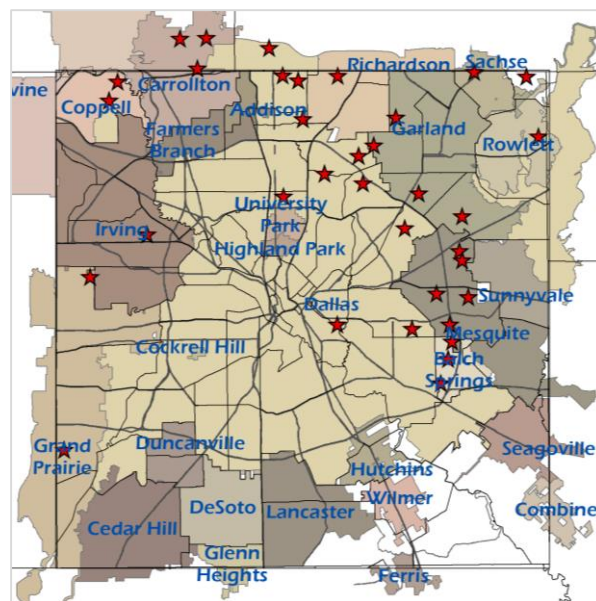 Richardson
Sachse
vine
Coppell
Carrollton
Addison
Farmers
Branch
Garland
Rowlett
University
Park
Irving
Highland Park
Dallas
Sunnyvale
Mesquite
Cockrell Hill
Balch
Springs
Grand
Prairie
Duncanville
Seagoville
Hutchins
Wilmer
Combine
DeSoto
Lancaster
Cedar Hill
Glenn
Heights
Ferris